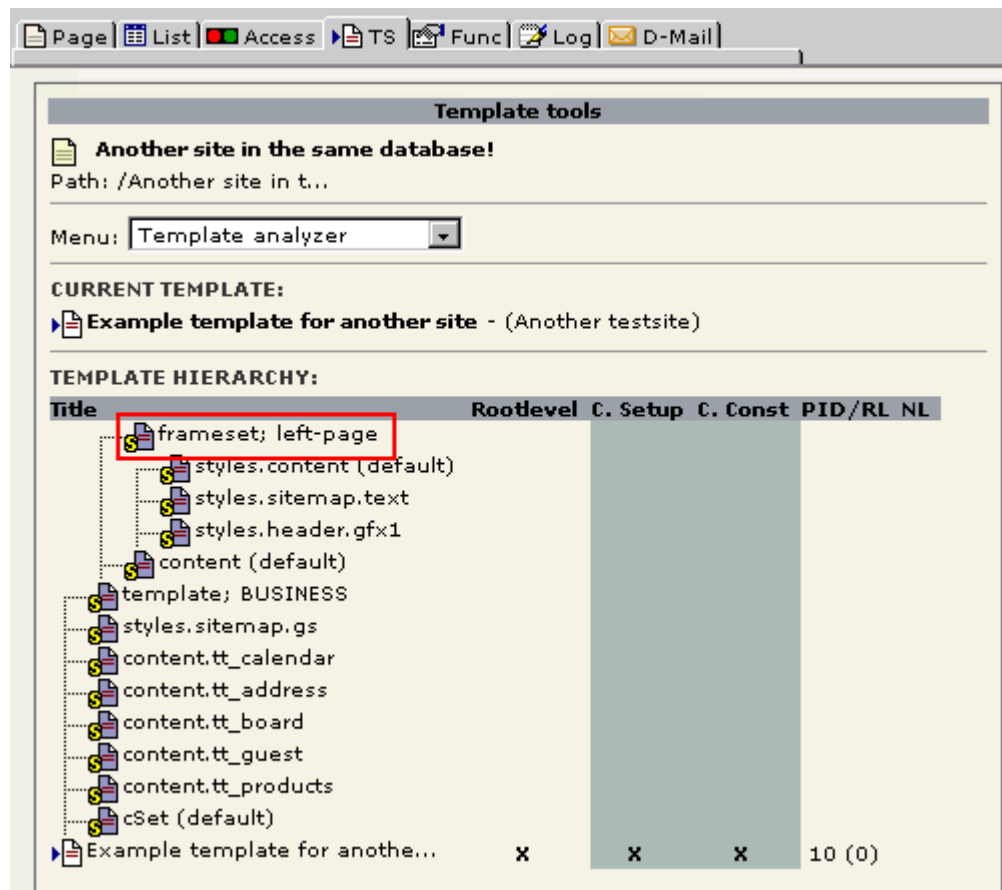 Page List Access TS Func Log D-Mail
Template tools
Another site in the same database!
Path: /Another site in t...
Menu: Template analyzer
CURRENT TEMPLATE:
Example template for another site - (Another testsite)
TEMPLATE HIERARCHY:
Title Rootlevel C. Setup C. Const PID/RL NL
frameset; left-page
styles.content (default)
styles.sitemap.text
styles.header.gfx1
content (default)
template; BUSINESS
styles.sitemap.gs
content.tt_calendar
content.tt_address
content.tt_board
content.tt_guest
content.tt_products
cSet (default)
Example template for anothe... x x x 10 (0)